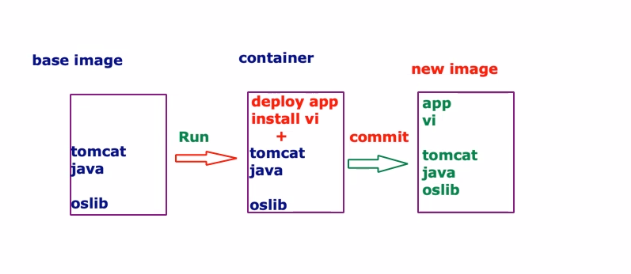 base image
container
new image
tomcat
java
oslib
Run
deploy app
install vi
+
tomcat
java
oslib
commit
app
vi
tomcat
java
oslib